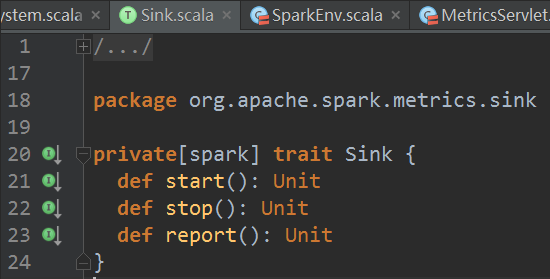 ystem.scala Sink.scala SparkEnv.scala MetricsServlet.
1 /.../
17
18 package org.apache.spark.metrics.sink
19
20 private[spark] trait Sink {
21 def start(): Unit
22 def stop(): Unit
23 def report(): Unit
24 }